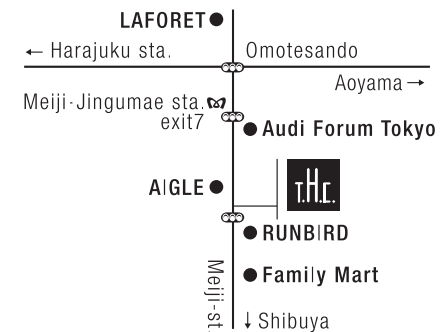 LAFORET
← Harajuku sta.
Omotesando
Aoyama →
Meiji-Jingumae sta.
exit7
Audi Forum Tokyo
AIGLE
T.H.E.
RUNBIRD
Family Mart
Meiji-st.
↓ Shibuya